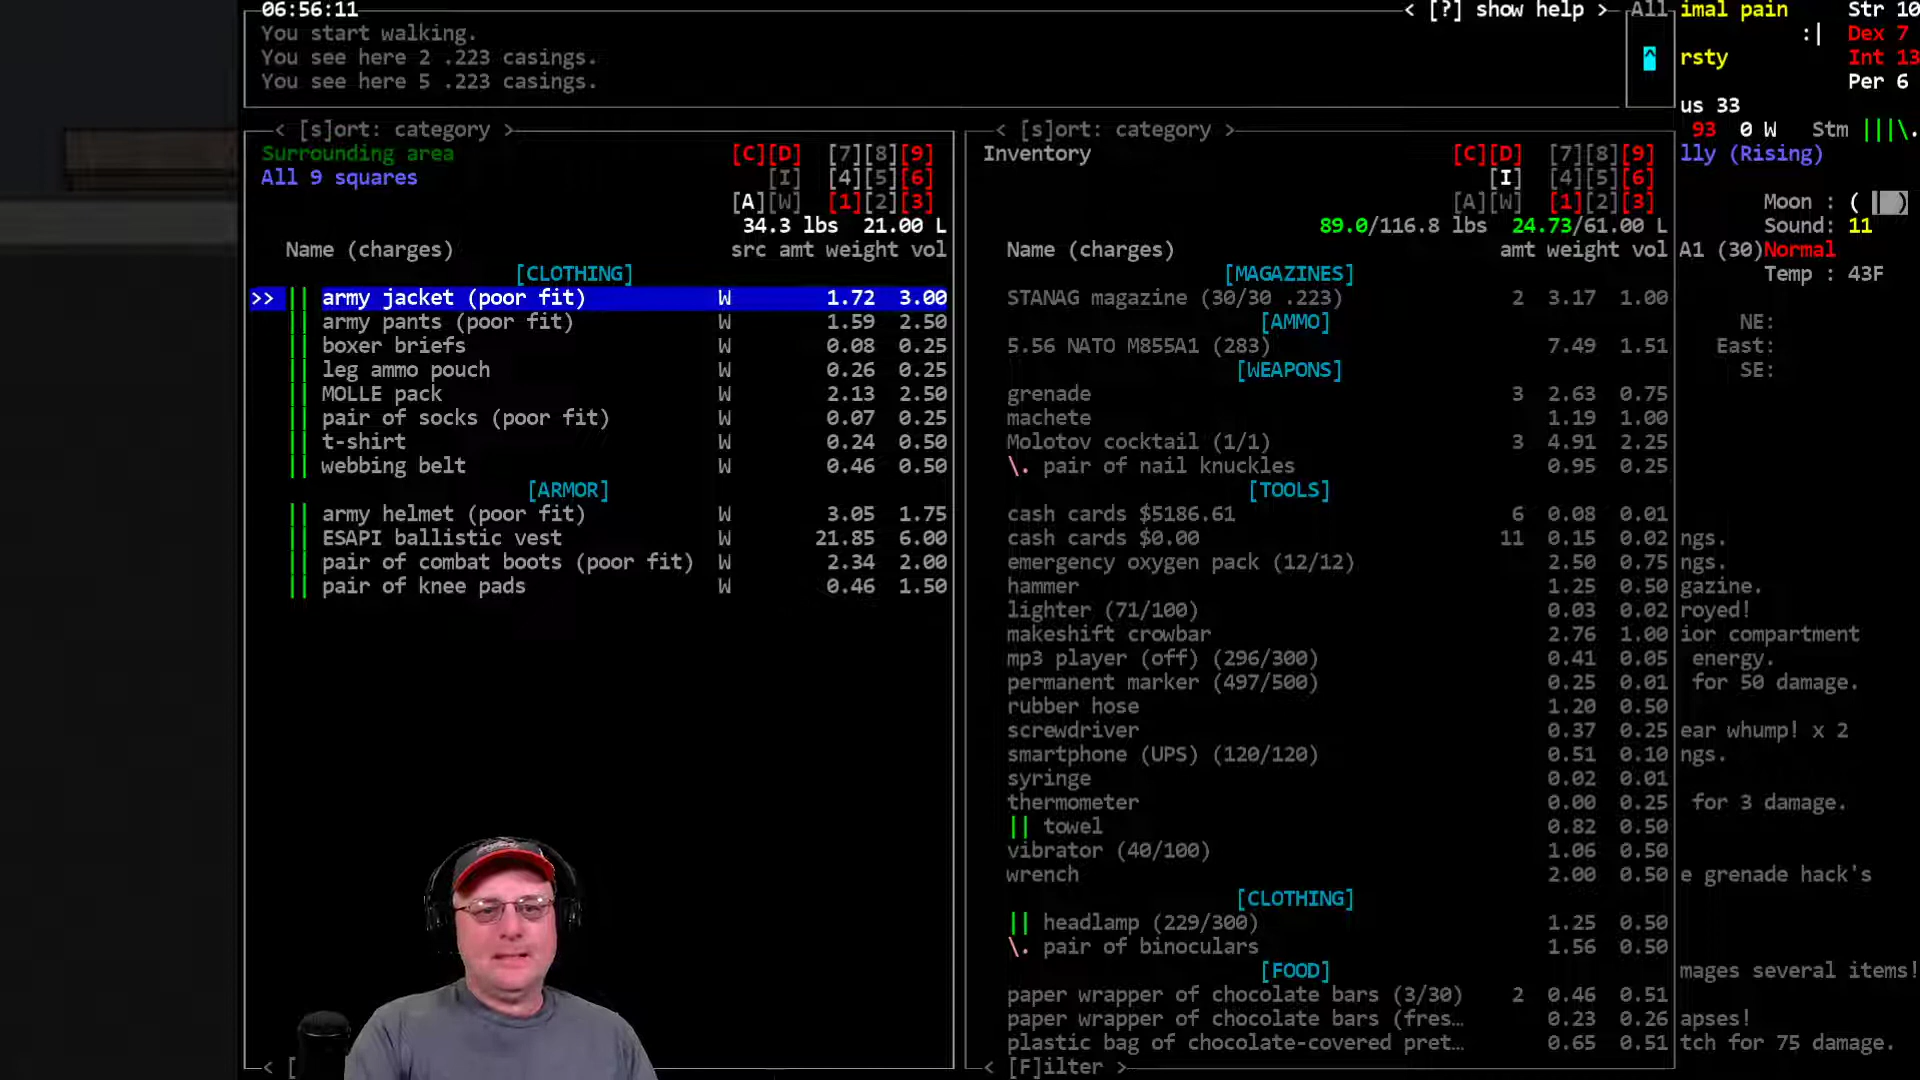 06:56:11
You start walking.
You see here 2 .223 casings.
You see here 5 .223 casings.
< [?] show help >
All
^
imal pain
:|
rsty
us 33
93 0 W Stm |||\.
lly (Rising)
Str 10
Dex 7
Int 13
Per 6
Moon : ( )
Sound: 11
A1 (30)Normal
Temp : 43F
NE:
East:
SE:
< [s]ort: category >
Surrounding area
All 9 squares
[C][D] [7][8][9]
[I] [4][5][6]
[A][W] [1][2][3]
34.3 lbs 21.00 L
Name (charges) src amt weight vol
[CLOTHING]
>> || army jacket (poor fit) W 1.72 3.00
|| army pants (poor fit) W 1.59 2.50
|| boxer briefs W 0.08 0.25
|| leg ammo pouch W 0.26 0.25
|| MOLLE pack W 2.13 2.50
|| pair of socks (poor fit) W 0.07 0.25
|| t-shirt W 0.24 0.50
|| webbing belt W 0.46 0.50
[ARMOR]
|| army helmet (poor fit) W 3.05 1.75
|| ESAPI ballistic vest W 21.85 6.00
|| pair of combat boots (poor fit) W 2.34 2.00
|| pair of knee pads W 0.46 1.50
< [
< [s]ort: category >
Inventory
[C][D] [7][8][9]
[I] [4][5][6]
[A][W] [1][2][3]
89.0/116.8 lbs 24.73/61.00 L
Name (charges) amt weight vol
[MAGAZINES]
STANAG magazine (30/30 .223) 2 3.17 1.00
[AMMO]
5.56 NATO M855A1 (283) 7.49 1.51
[WEAPONS]
grenade 3 2.63 0.75
machete 1.19 1.00
Molotov cocktail (1/1) 3 4.91 2.25
\. pair of nail knuckles 0.95 0.25
[TOOLS]
cash cards $5186.61 6 0.08 0.01
cash cards $0.00 11 0.15 0.02
emergency oxygen pack (12/12) 2.50 0.75
hammer 1.25 0.50
lighter (71/100) 0.03 0.02
makeshift crowbar 2.76 1.00
mp3 player (off) (296/300) 0.41 0.05
permanent marker (497/500) 0.25 0.01
rubber hose 1.20 0.50
screwdriver 0.37 0.25
smartphone (UPS) (120/120) 0.51 0.10
syringe 0.02 0.01
thermometer 0.00 0.25
|| towel 0.82 0.50
vibrator (40/100) 1.06 0.50
wrench 2.00 0.50
[CLOTHING]
|| headlamp (229/300) 1.25 0.50
\. pair of binoculars 1.56 0.50
[FOOD]
paper wrapper of chocolate bars (3/30) 2 0.46 0.51
paper wrapper of chocolate bars (fres… 0.23 0.26
plastic bag of chocolate-covered pret… 0.65 0.51
< [F]ilter >
ngs.
ngs.
gazine.
royed!
ior compartment
energy.
for 50 damage.
ear whump! x 2
ngs.
for 3 damage.
e grenade hack's
mages several items!
apses!
tch for 75 damage.